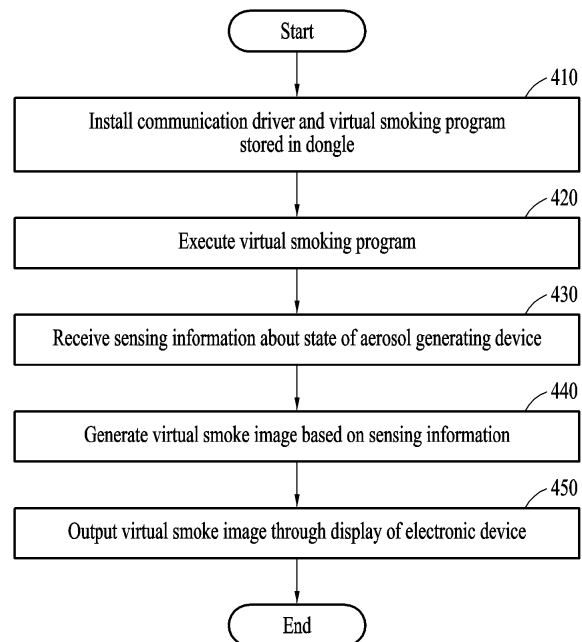 Start
410
Install communication driver and virtual smoking program
stored in dongle
420
Execute virtual smoking program
430
Receive sensing information about state of aerosol generating device
440
Generate virtual smoke image based on sensing information
450
Output virtual smoke image through display of electronic device
End